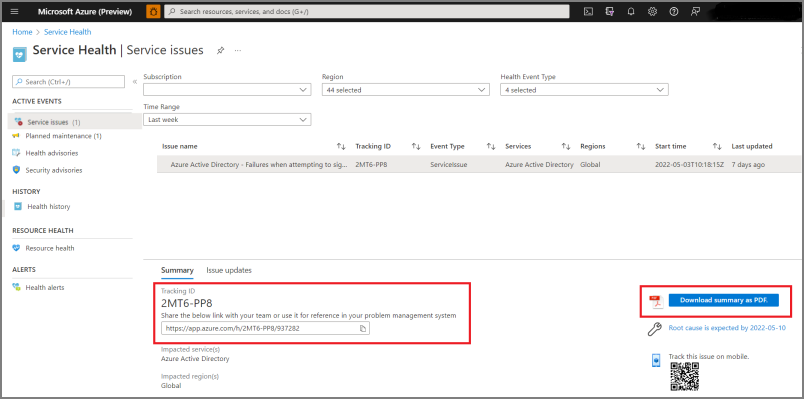 Microsoft Azure (Preview)
Search resources, services, and docs (G+/)
Home > Service Health
Service Health | Service issues
Search (Ctrl+/)
ACTIVE EVENTS
Service issues (1)
Planned maintenance (1)
Health advisories
Security advisories
HISTORY
Health history
RESOURCE HEALTH
Resource health
ALERTS
Health alerts
Subscription
Region
Health Event Type
44 selected
4 selected
Time Range
Last week
Issue name Tracking ID Event Type Services Regions Start time Last updated
Azure Active Directory - Failures when attempting to sig... 2MT6-PP8 ServiceIssue Azure Active Directory Global 2022-05-03T10:18:15Z 7 days ago
Summary Issue updates
Tracking ID
2MT6-PP8
Share the below link with your team or use it for reference in your problem management system
https://app.azure.com/h/2MT6-PP8/937282
Impacted service(s)
Azure Active Directory
Impacted region(s)
Global
PDF
Download summary as PDF.
Root cause is expected by 2022-05-10
Track this issue on mobile.